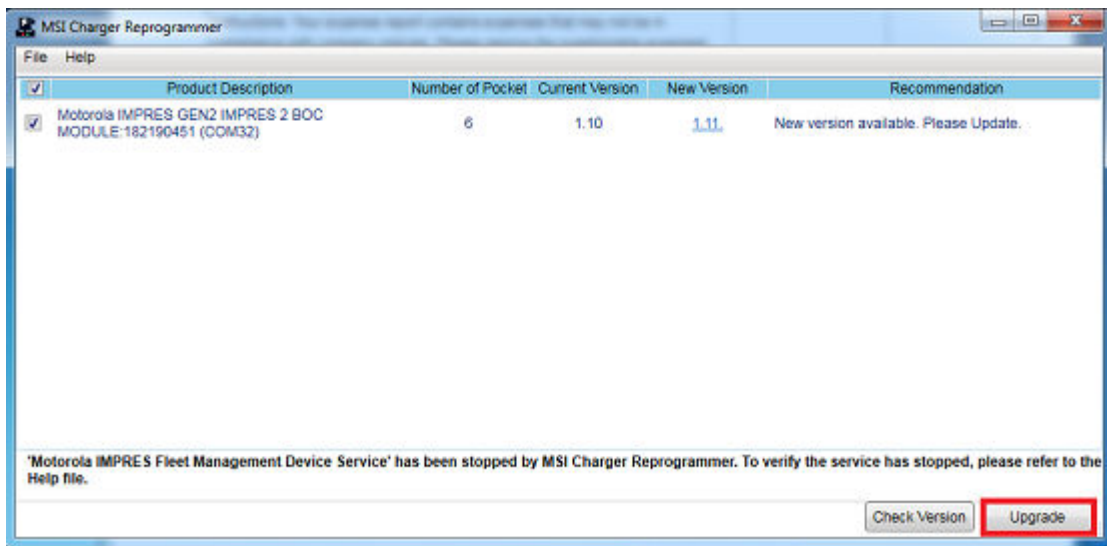 MSI Charger Reprogrammer
File Help
Product Description Number of Pocket Current Version New Version Recommendation
Motorola IMPRES GEN2 IMPRES 2 BOC
MODULE:182190451 (COM32) 6 1.10 1.11. New version available. Please Update.
'Motorola IMPRES Fleet Management Device Service' has been stopped by MSI Charger Reprogrammer. To verify the service has stopped, please refer to the
Help file.
Check Version Upgrade